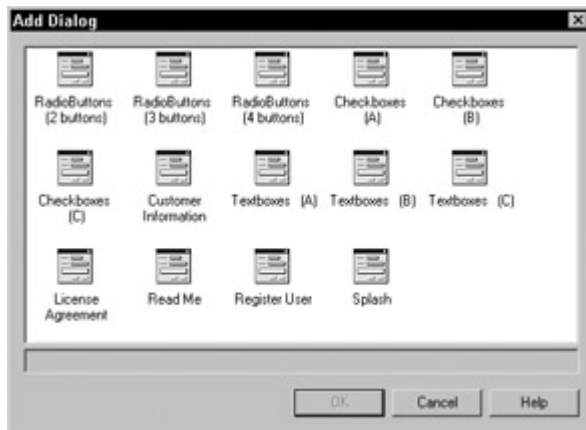 Add Dialog
RadioButtons (2 buttons)
RadioButtons (3 buttons)
RadioButtons (4 buttons)
Checkboxes (A)
Checkboxes (B)
Checkboxes (C)
Customer Information
Textboxes (A)
Textboxes (B)
Textboxes (C)
License Agreement
Read Me
Register User
Splash
OK
Cancel
Help